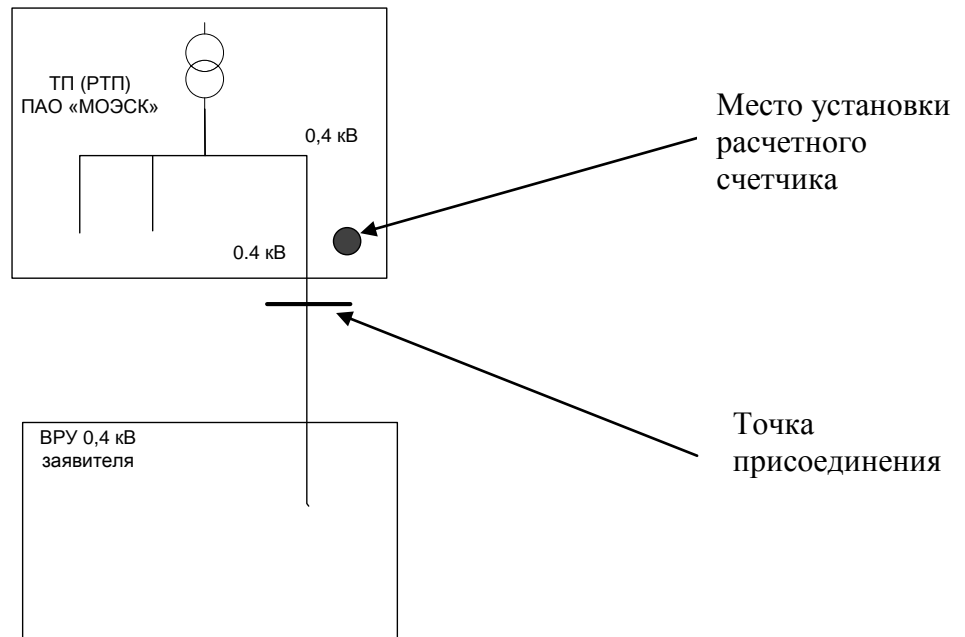 ТП (РТП)
ПАО «МОЭСК»
0,4 кВ
0.4 кВ
Место установки
расчетного
счетчика
Точка
присоединения
ВРУ 0,4 кВ
заявителя